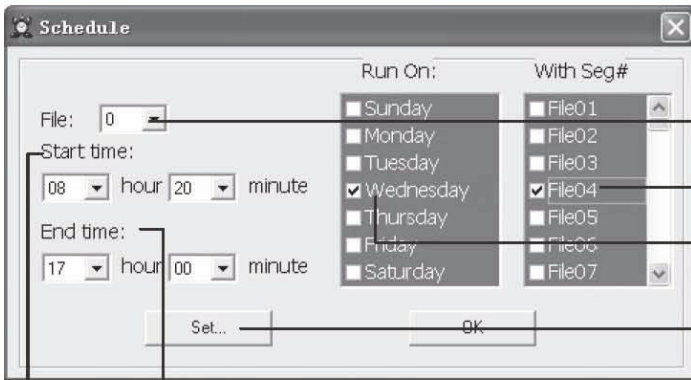 Schedule
Run On:
With Seg#
File: 0
Start time:
08 hour 20 minute
End time:
17 hour 00 minute
Sunday
Monday
Tuesday
Wednesday
Thursday
Friday
Saturday
File01
File02
File03
File04
File05
File06
File07
Set...
OK